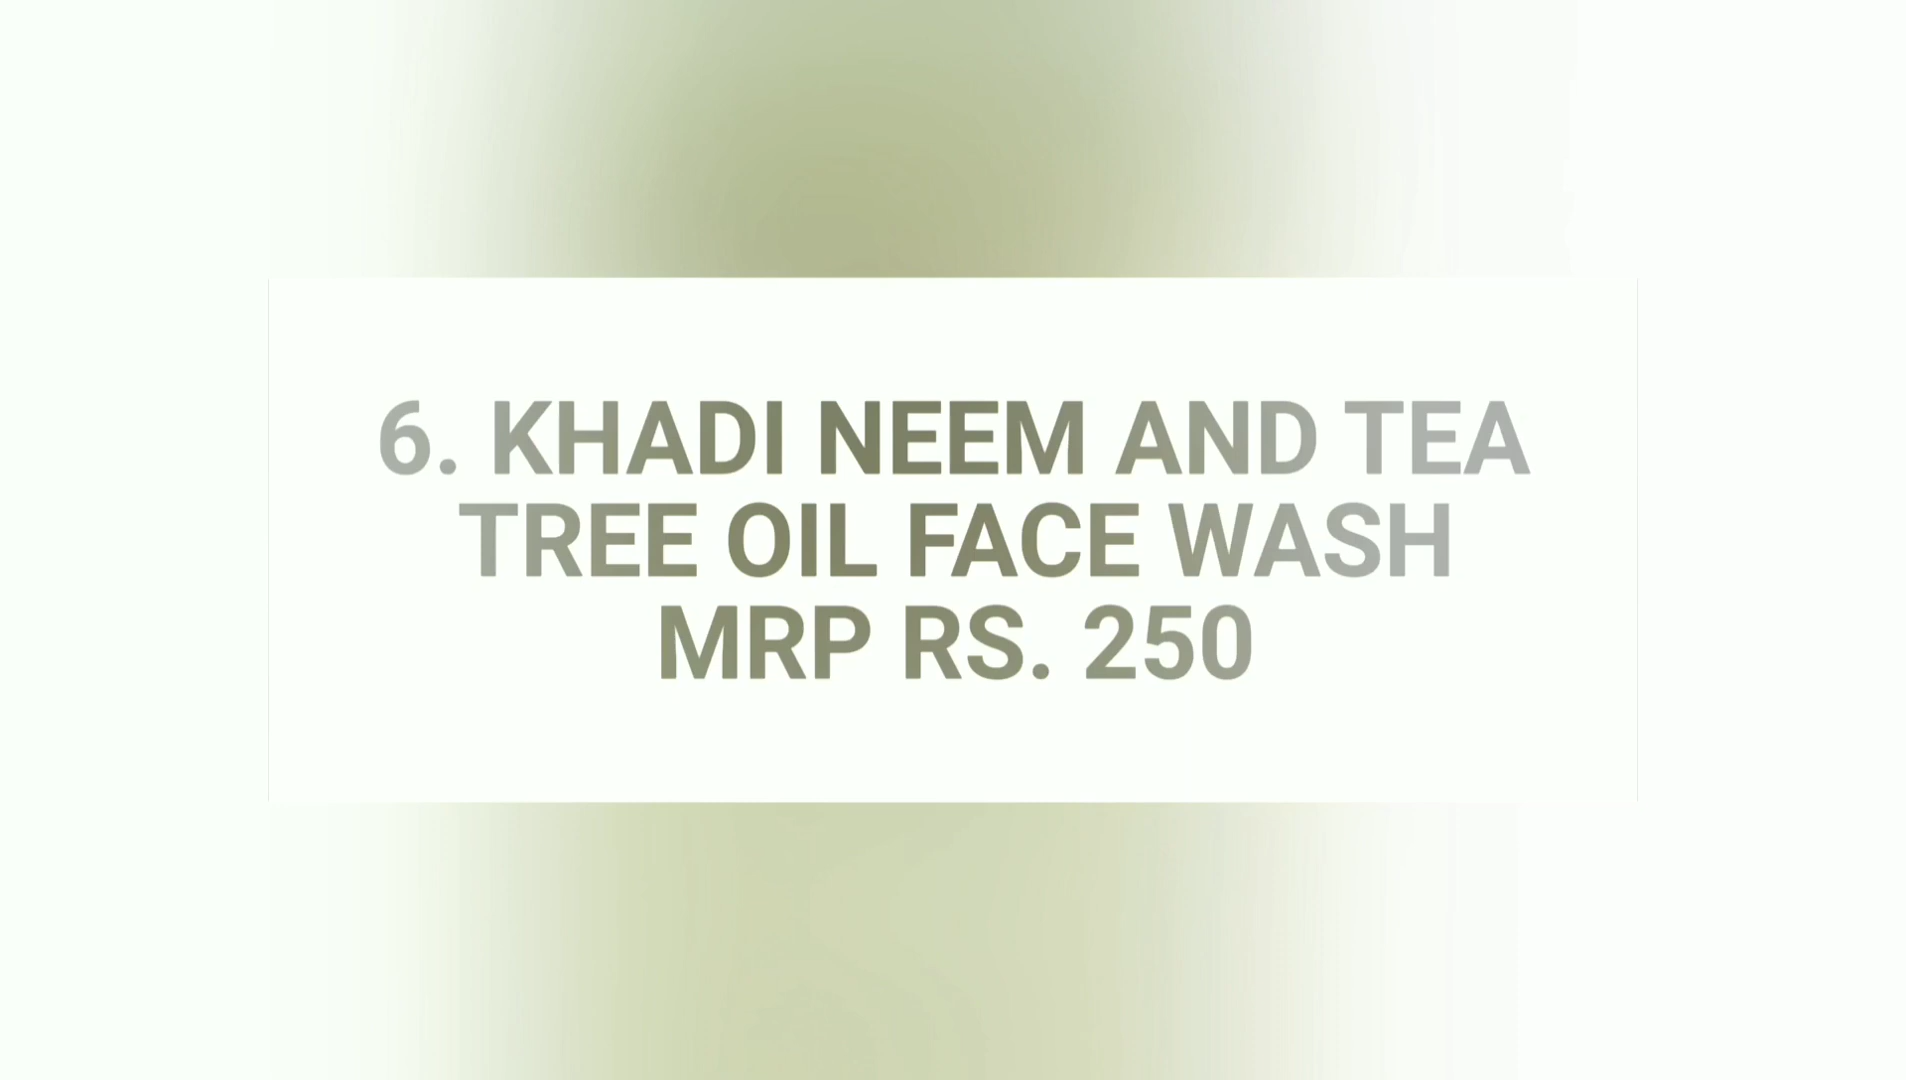 6. KHADI NEEM AND TEA
TREE OIL FACE WASH
MRP RS. 250